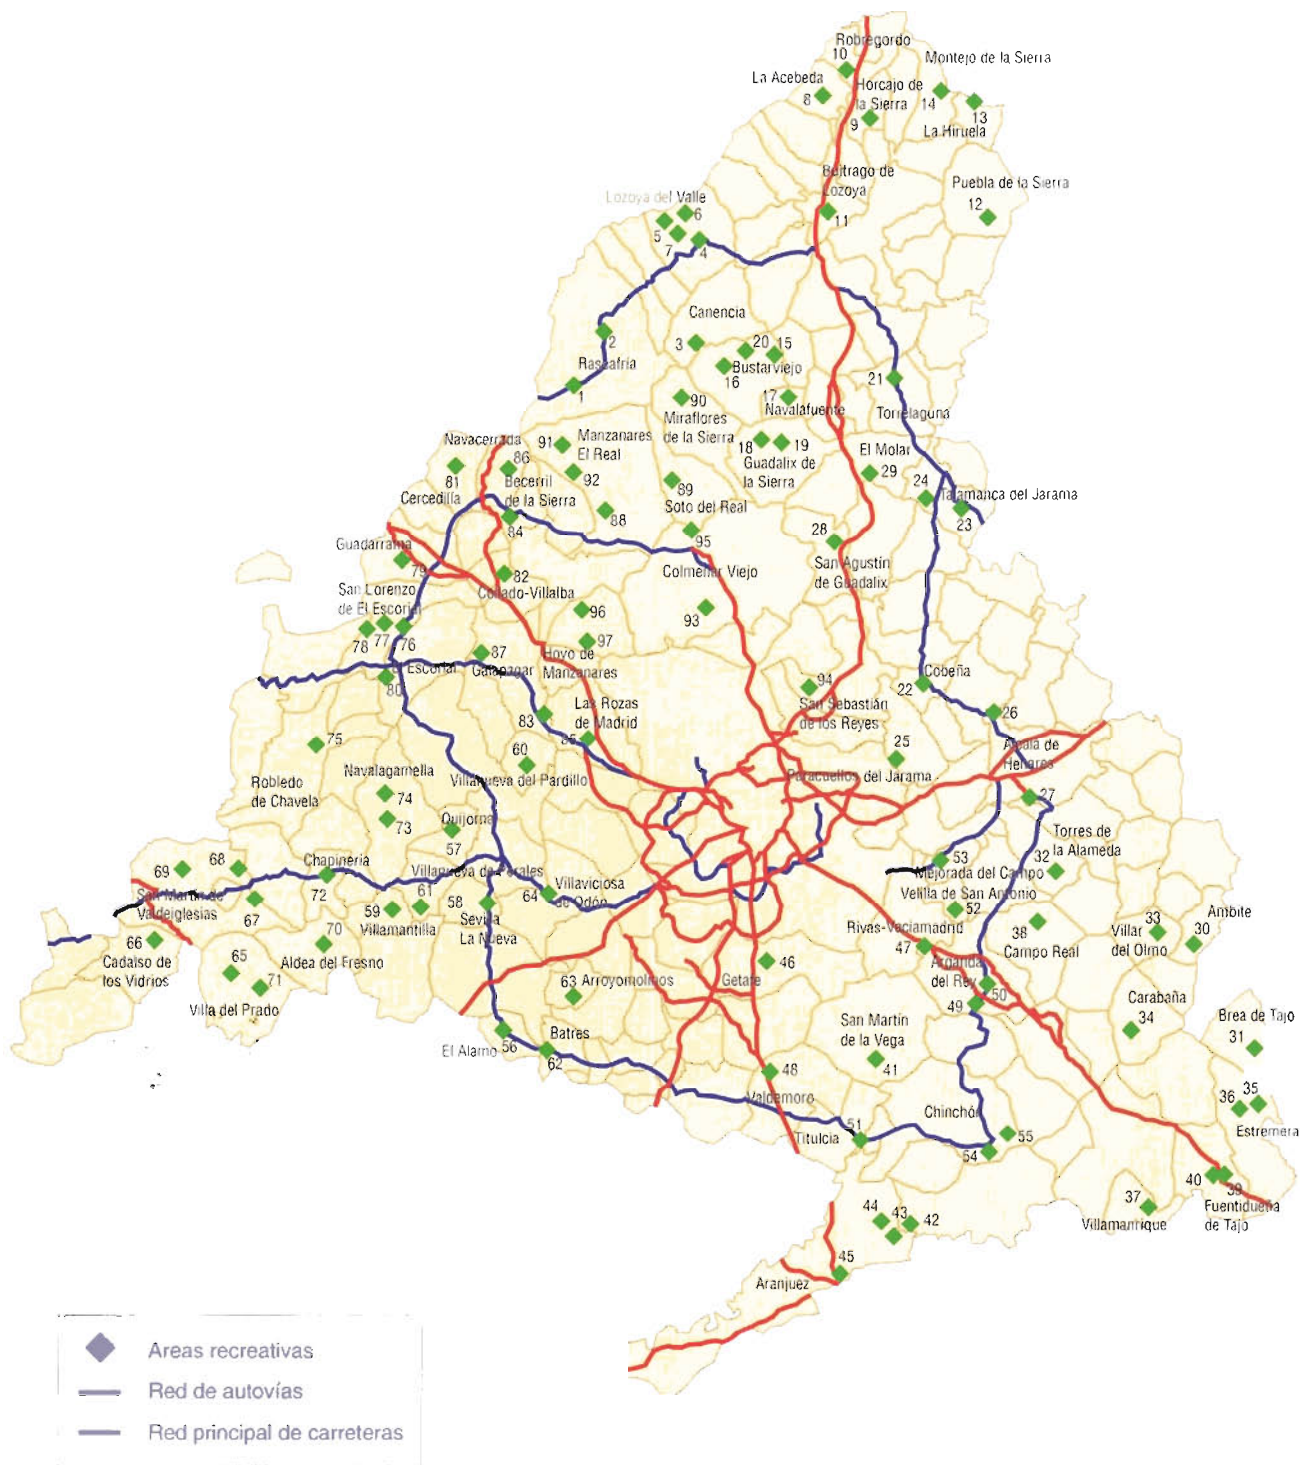 Robregordo
10
Montejo de la Sierra
La Acebeda
8
Horcajo de
la Sierra
9
14
13
La Hiruela
Buitrago de
Lozoya
11
Puebla de la Sierra
12
Lozoya del Valle
6
5
7
4
Canencia
3
20
15
Bustarviejo
16
2
Rascafría
1
21
90
17
Navalafuente
Torrelaguna
Miraflores
de la Sierra
Navacerrada
91
Manzanares
El Real
18
19
Guadalix de
la Sierra
El Molar
29
86
81
Becerril
de la Sierra
92
Cercedilla
89
Soto del Real
24
Talamanca del Jarama
23
88
84
95
28
San Agustín
de Guadalix
Guadarrama
79
Colmenar Viejo
82
Collado-Villalba
San Lorenzo
de El Escorial
96
93
78
77
76
97
87
Hoyo de
Manzanares
El Escorial
Galapagar
80
94
Cobeña
22
San Sebastián
de los Reyes
26
83
Las Rozas
de Madrid
85
75
60
25
Alcalá de
Henares
Robledo
de Chavela
Navalagamella
Villanueva del Pardillo
Paracuellos del Jarama
74
27
73
Quijorna
57
Torres de
la Alameda
32
69
68
Chapinería
53
Mejorada del Campo
72
Villanueva de Perales
61
58
64
Villaviciosa
de Odón
Velilla de San Antonio
52
San Martín de
Valdeiglesias
67
59
Villamantilla
Sevilla
La Nueva
Rivas-Vaciamadrid
47
38
Campo Real
33
Villar
del Olmo
Ambite
30
66
Cadalso de
los Vidrios
70
Aldea del Fresno
65
71
Villa del Prado
46
Getafe
63
Arroyomolinos
Arganda
del Rey
50
49
Carabaña
34
Brea de Tajo
31
San Martín
de la Vega
41
Batres
El Alamo
56
62
48
Valdemoro
Chinchón
36
35
Estremera
Titulcia
51
55
54
40
39
Fuentidueña
de Tajo
37
Villamanrique
44
43
42
45
Aranjuez
Areas recreativas
Red de autovías
Red principal de carreteras